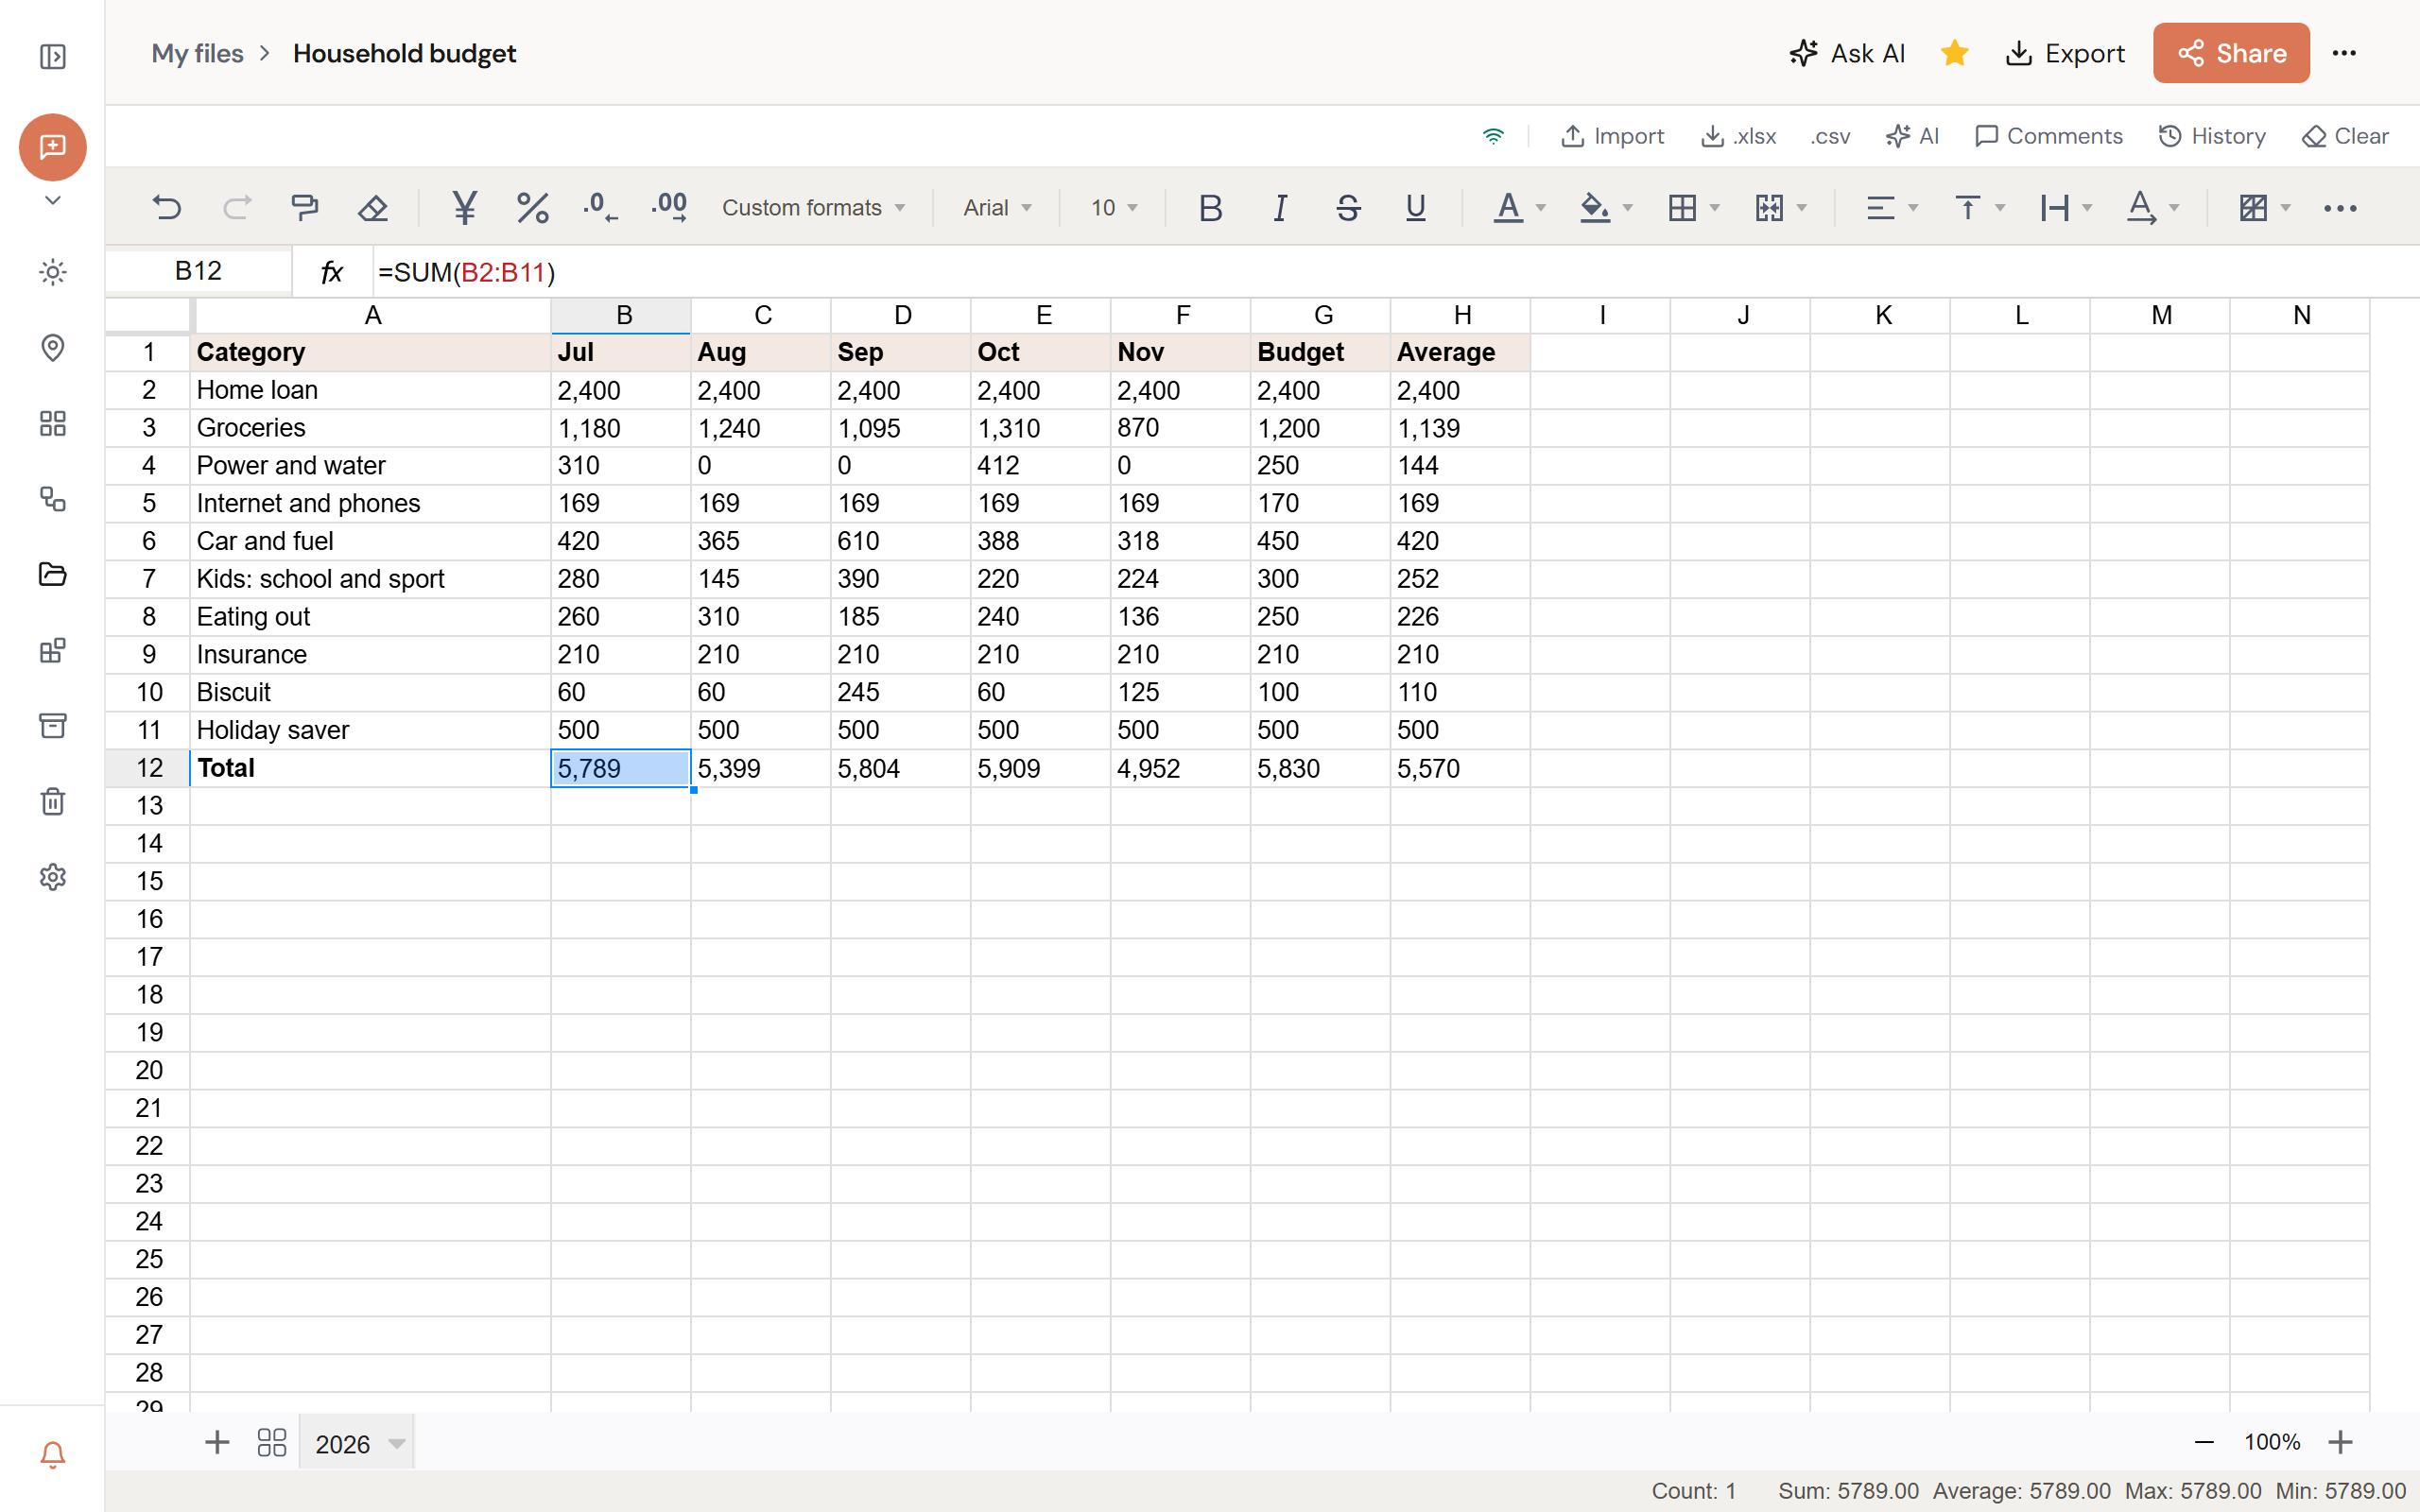 My files > Household budget Ask AI Export Share
Import .xlsx .csv AI Comments History Clear
¥ % .0 .00 Custom formats Arial 10 B I S U A A
B12 fx =SUM(B2:B11)
A B C D E F G H I J K L M N
1 Category Jul Aug Sep Oct Nov Budget Average
2 Home loan 2,400 2,400 2,400 2,400 2,400 2,400 2,400
3 Groceries 1,180 1,240 1,095 1,310 870 1,200 1,139
4 Power and water 310 0 0 412 0 250 144
5 Internet and phones 169 169 169 169 169 170 169
6 Car and fuel 420 365 610 388 318 450 420
7 Kids: school and sport 280 145 390 220 224 300 252
8 Eating out 260 310 185 240 136 250 226
9 Insurance 210 210 210 210 210 210 210
10 Biscuit 60 60 245 60 125 100 110
11 Holiday saver 500 500 500 500 500 500 500
12 Total 5,789 5,399 5,804 5,909 4,952 5,830 5,570
13
14
15
16
17
18
19
20
21
22
23
24
25
26
27
28
29
2026 100%
Count: 1 Sum: 5789.00 Average: 5789.00 Max: 5789.00 Min: 5789.00